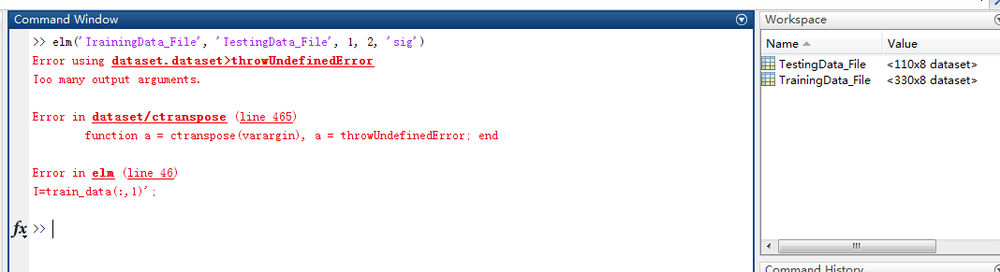 Command Window
>> elm('TrainingData_File', 'TestingData_File', 1, 2, 'sig')
Error using dataset.dataset>throwUndefinedError
Too many output arguments.
Error in dataset/ctranspose (line 465)
function a = ctranspose(varargin), a = throwUndefinedError; end
Error in elm (line 46)
T=train_data(:,1)';
fx >>
Workspace
Name Value
TestingData_File <110x8 dataset>
TrainingData_File <330x8 dataset>
Command History